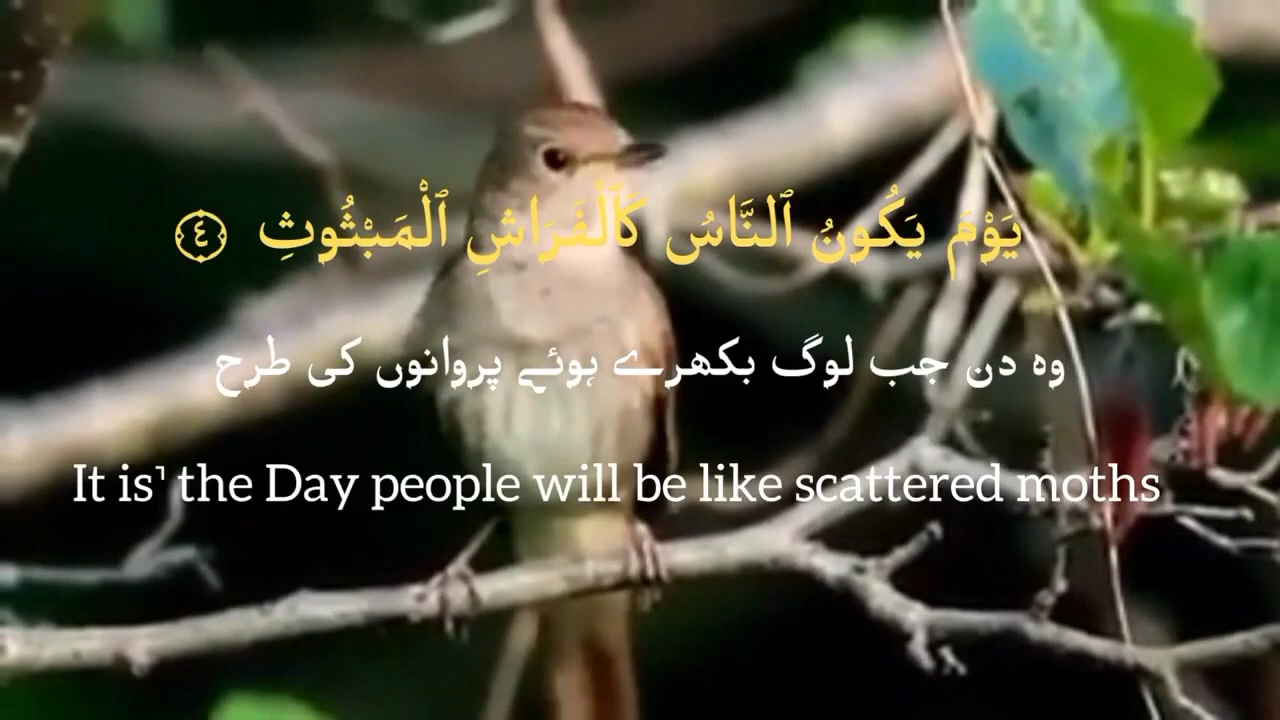 يَوْمَ يَكُونُ ٱلنَّاسُ كَٱلْفَرَاشِ ٱلْمَبْثُوثِ ٤
وہ دن جب لوگ بکھرے ہوئے پروانوں کی طرح
It is˺ the Day people will be like scattered moths